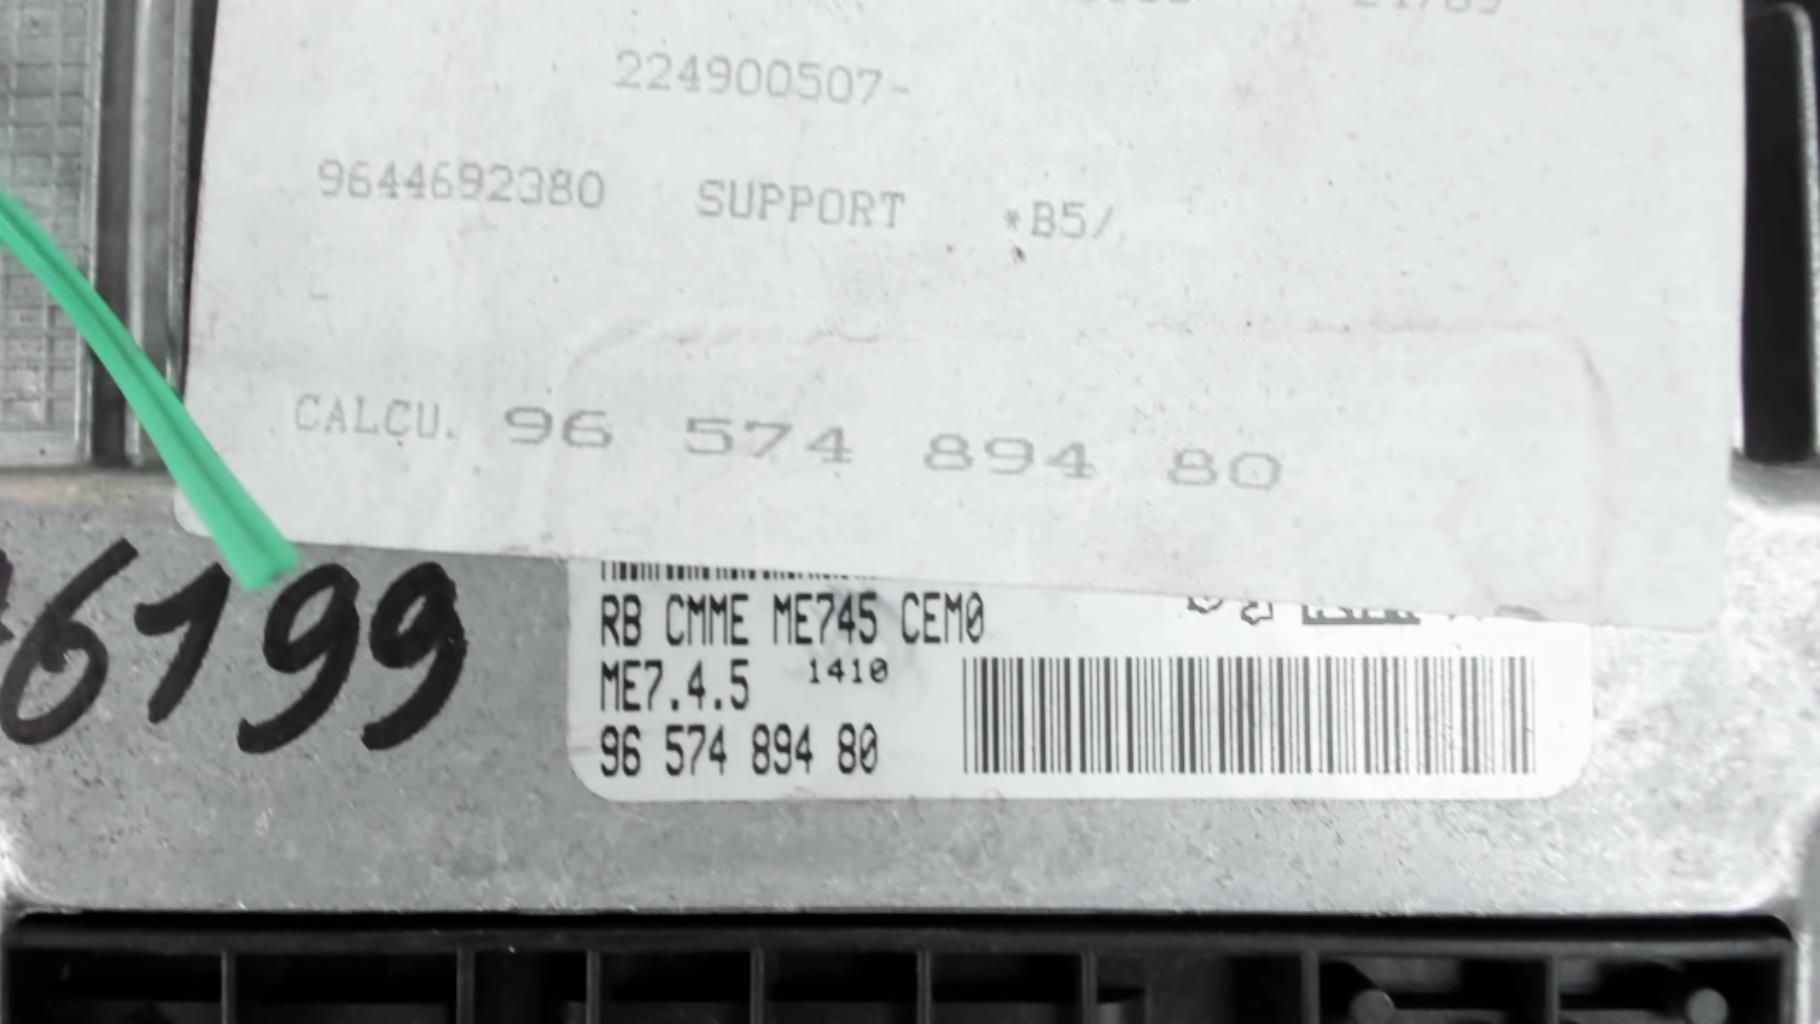 224900507-
9644692380 SUPPORT *B5/
-
CALCU. 96 574 894 80
6199
RB CMME ME745 CEM0
ME7.4.5 1410
96 574 894 80